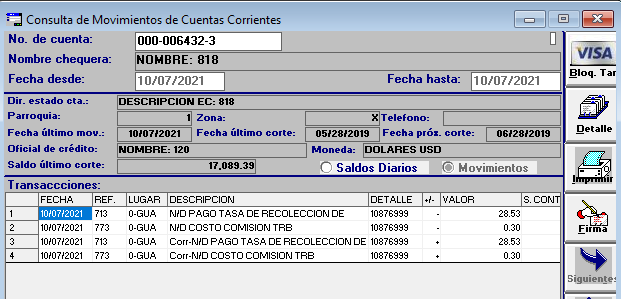 Consulta de Movimientos de Cuentas Corrientes
No. de cuenta: 000-006432-3
Nombre chequera: NOMBRE: 818
Fecha desde: 10/07/2021 Fecha hasta: 10/07/2021
Dir. estado cta.: DESCRIPCION EC: 818
Parroquia: 1 Zona: X Telefono:
Fecha último mov.: 10/07/2021 Fecha último corte: 05/28/2019 Fecha próx. corte: 06/28/2019
Oficial de crédito: NOMBRE: 120 Moneda: DOLARES USD
Saldo último corte: 17,089.39 Saldos Diarios Movimientos
Transaccciones:
FECHA REF. LUGAR DESCRIPCION DETALLE +/- VALOR S. CONT
1 10/07/2021 713 0-GUA N/D PAGO TASA DE RECOLECCION DE 10876999 - 28.53
2 10/07/2021 773 0-GUA N/D COSTO COMISION TRB 10876999 - 0.30
3 10/07/2021 713 0-GUA Corr-N/D PAGO TASA DE RECOLECCION DE 10876999 + 28.53
4 10/07/2021 773 0-GUA Corr-N/D COSTO COMISION TRB 10876999 + 0.30
VISA
Bloq. Tar
Detalle
Imprimir
Firma
Siguientes